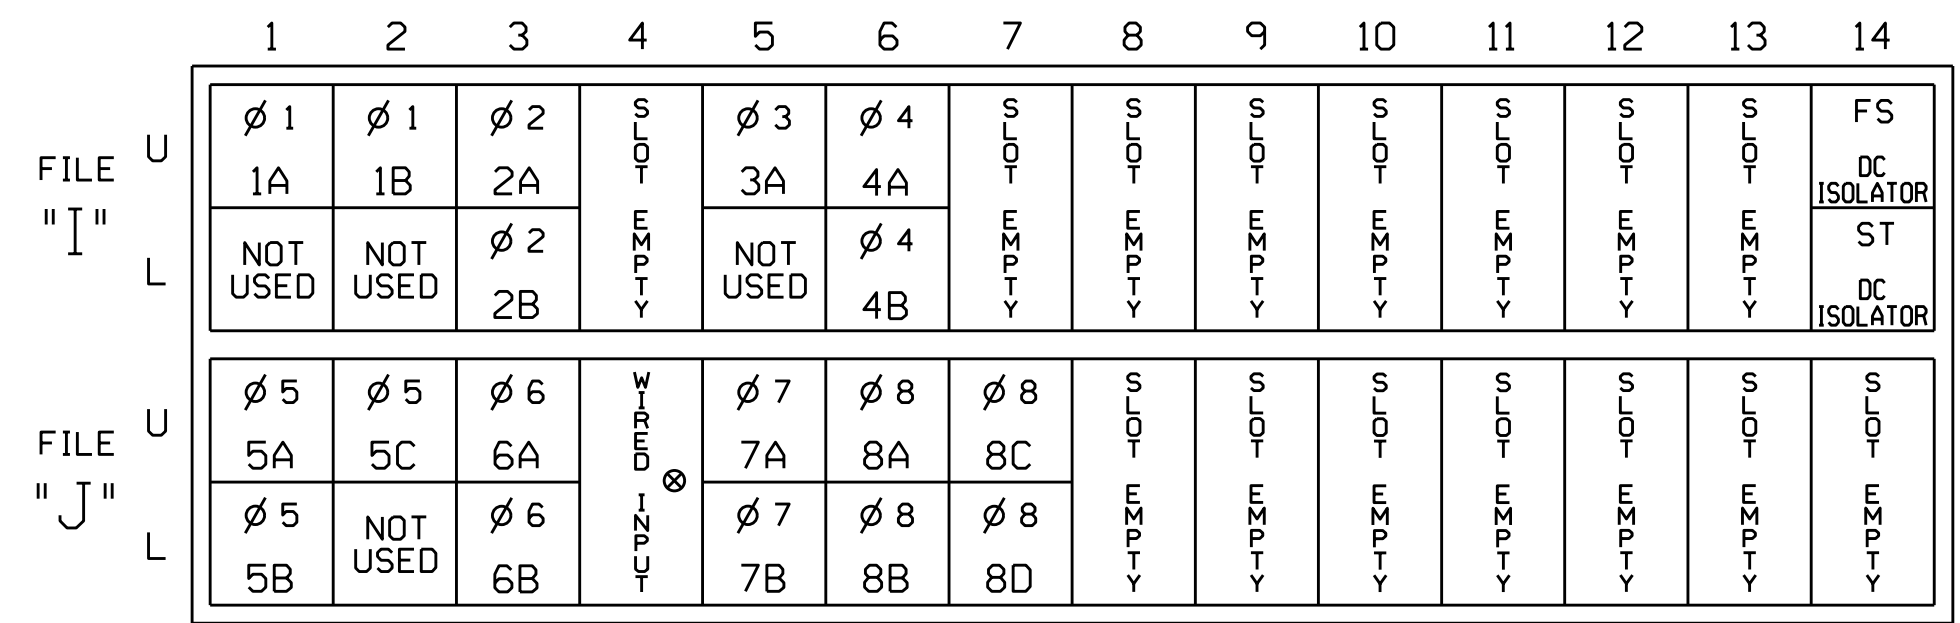 1 2 3 4 5 6 7 8 9 10 11 12 13 14
FILE "I"
U
L
ø 1 1A
NOT USED
ø 1 1B
NOT USED
ø 2 2A
ø 2 2B
SLOT EMPTY
ø 3 3A
NOT USED
ø 4 4A
ø 4 4B
SLOT EMPTY
SLOT EMPTY
SLOT EMPTY
SLOT EMPTY
SLOT EMPTY
SLOT EMPTY
SLOT EMPTY
FS DC ISOLATOR
ST DC ISOLATOR
FILE "J"
U
L
ø 5 5A
ø 5 5B
ø 5 5C
NOT USED
ø 6 6A
ø 6 6B
WIRED INPUT ⊗
ø 7 7A
ø 7 7B
ø 8 8A
ø 8 8B
ø 8 8C
ø 8 8D
SLOT EMPTY
SLOT EMPTY
SLOT EMPTY
SLOT EMPTY
SLOT EMPTY
SLOT EMPTY
SLOT EMPTY